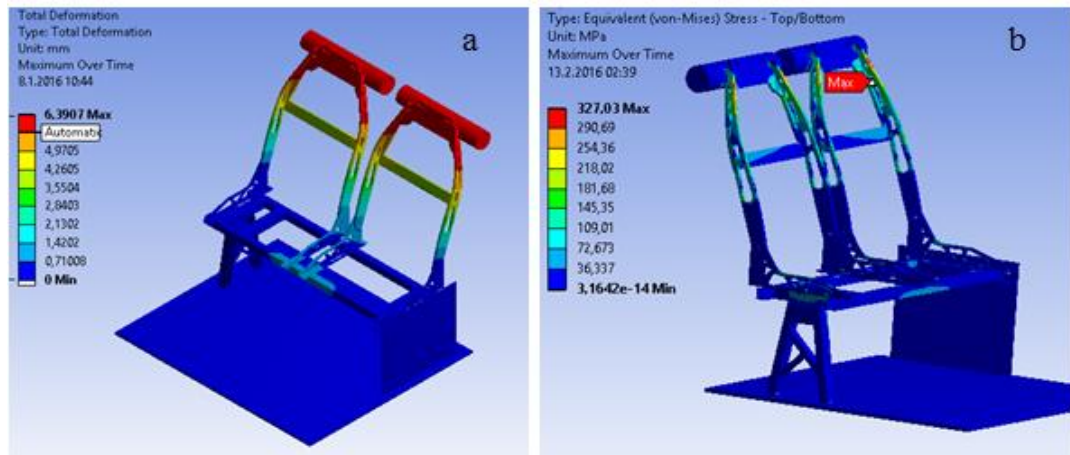 Total Deformation
Type: Total Deformation
Unit: mm
Maximum Over Time
8.1.2016 10:44
a
6,3907 Max
Automatic
4,9705
4,2605
3,5504
2,8403
2,1302
1,4202
0,71008
0 Min
Type: Equivalent (von-Mises) Stress - Top/Bottom
Unit: MPa
Maximum Over Time
13.2.2016 02:39
b
Max
327,03 Max
290,69
254,36
218,02
181,68
145,35
109,01
72,673
36,337
3,1642e-14 Min